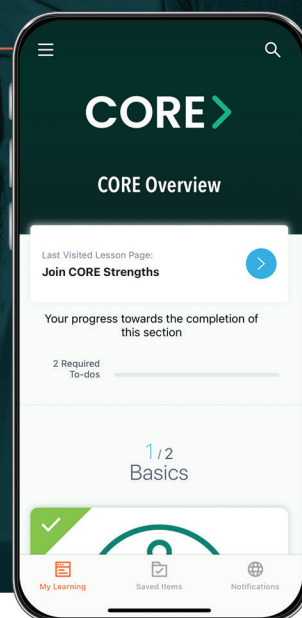 CORE
CORE Overview
Last Visited Lesson Page:
Join CORE Strengths
Your progress towards the completion of
this section
2 Required
To-dos
1 / 2
Basics
My Learning
Saved Items
Notifications